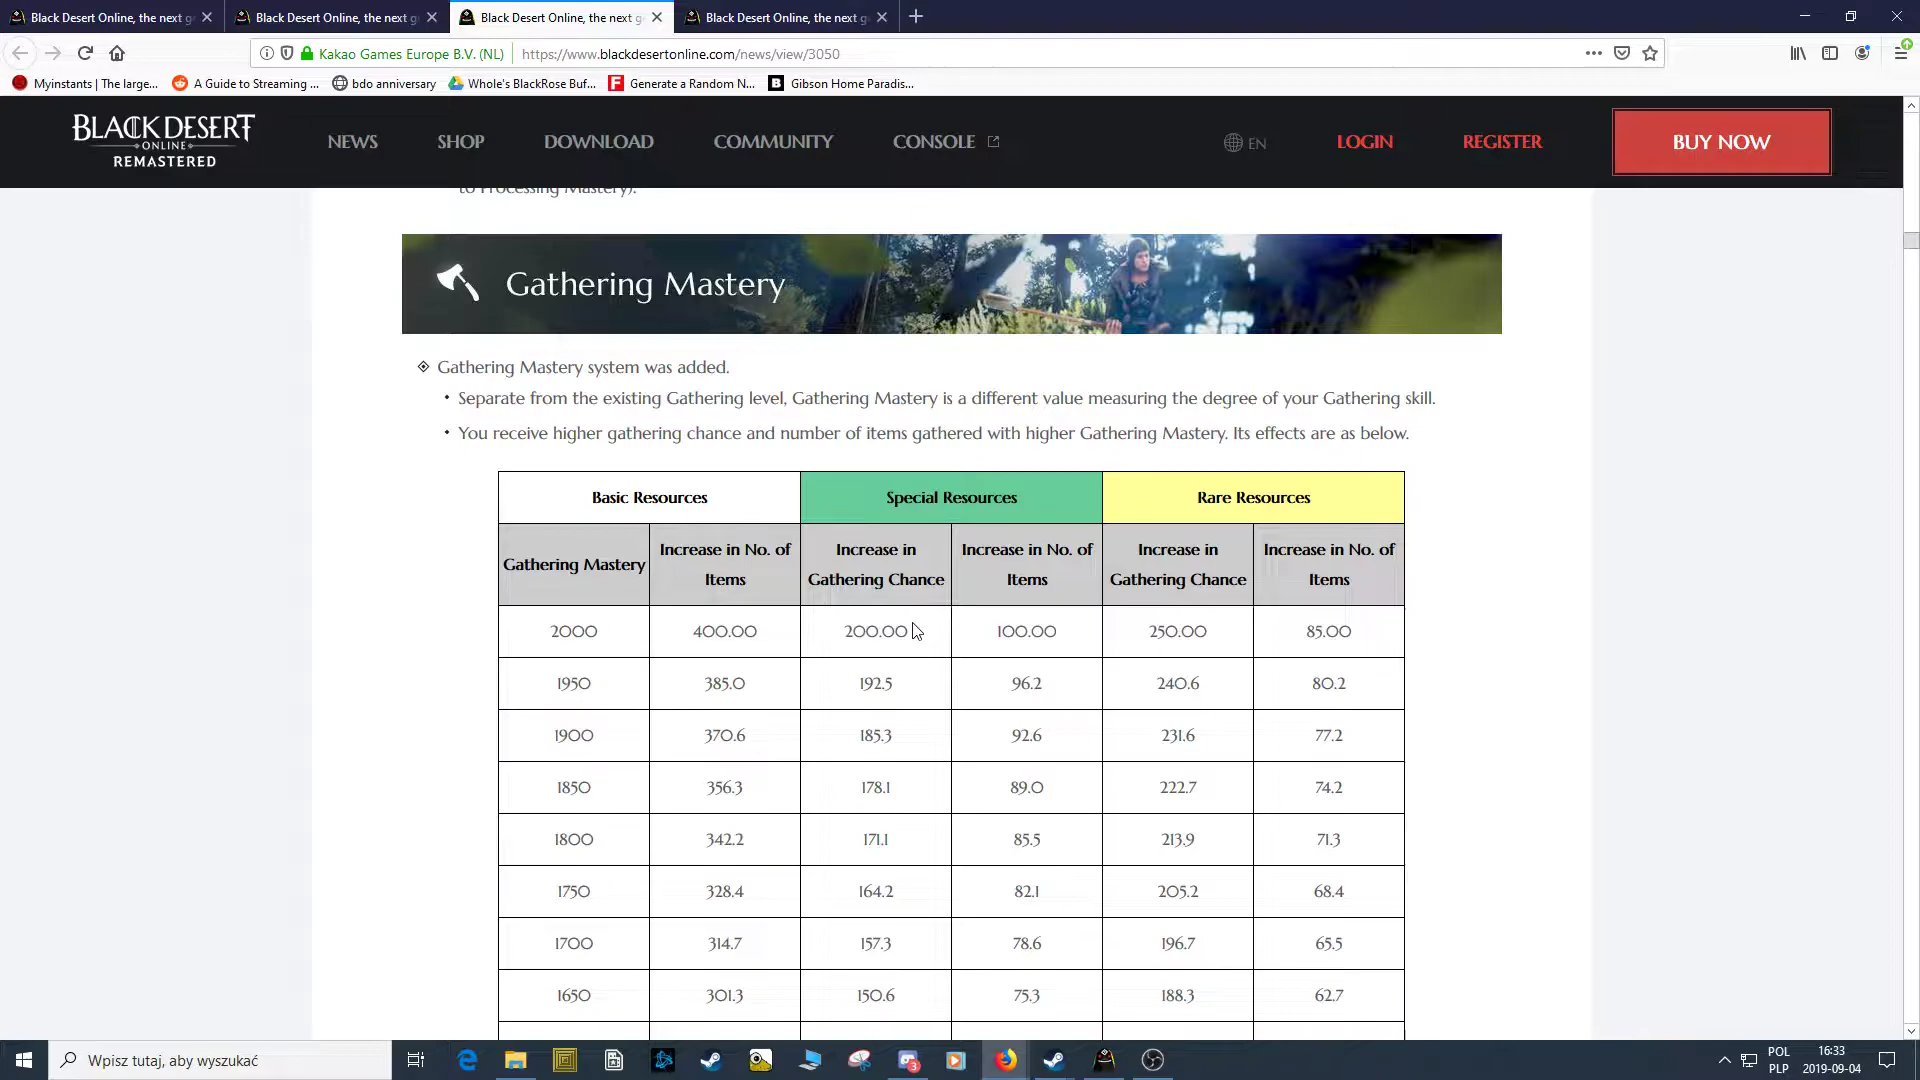 Black Desert Online, the next g
Black Desert Online, the next g
Black Desert Online, the next g
Black Desert Online, the next g
Kakao Games Europe B.V. (NL)
https://www.blackdesertonline.com/news/view/3050
Myinstants | The large...
A Guide to Streaming ...
bdo anniversary
Whole's BlackRose Buf...
Generate a Random N...
Gibson Home Paradis...
BLACK DESERT
ONLINE
REMASTERED
NEWS
SHOP
DOWNLOAD
COMMUNITY
CONSOLE
EN
LOGIN
REGISTER
BUY NOW
to Processing Mastery).
Gathering Mastery
Gathering Mastery system was added.
• Separate from the existing Gathering level, Gathering Mastery is a different value measuring the degree of your Gathering skill.
• You receive higher gathering chance and number of items gathered with higher Gathering Mastery. Its effects are as below.
Basic Resources Special Resources Rare Resources
Gathering Mastery Increase in No. of Items Increase in Gathering Chance Increase in No. of Items Increase in Gathering Chance Increase in No. of Items
2000 400.00 200.00 100.00 250.00 85.00
1950 385.0 192.5 96.2 240.6 80.2
1900 370.6 185.3 92.6 231.6 77.2
1850 356.3 178.1 89.0 222.7 74.2
1800 342.2 171.1 85.5 213.9 71.3
1750 328.4 164.2 82.1 205.2 68.4
1700 314.7 157.3 78.6 196.7 65.5
1650 301.3 150.6 75.3 188.3 62.7
Wpisz tutaj, aby wyszukać
3
POL
PLP
16:33
2019-09-04